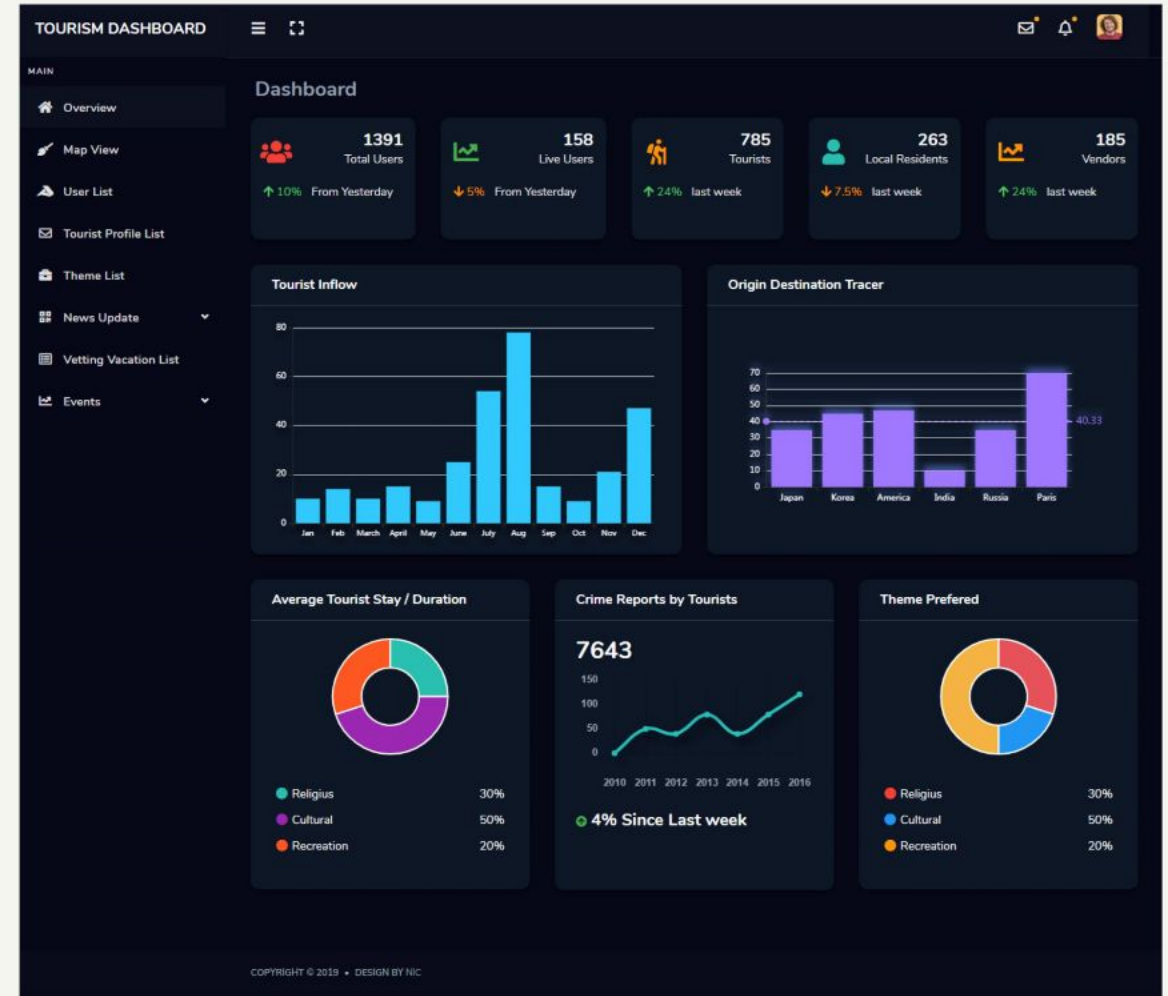 TOURISM DASHBOARD
MAIN
Overview
Map View
User List
Tourist Profile List
Theme List
News Update
Vetting Vacation List
Events
Dashboard
1391
Total Users
10% From Yesterday
158
Live Users
5% From Yesterday
785
Tourists
24% last week
263
Local Residents
7.5% last week
185
Vendors
24% last week
Tourist Inflow
80
60
40
20
0
Jan Feb March April May June July Aug Sep Oct Nov Dec
Origin Destination Tracer
70
60
50
40
30
20
10
0
40.33
Japan Korea America India Russia Paris
Average Tourist Stay / Duration
Religius 30%
Cultural 50%
Recreation 20%
Crime Reports by Tourists
7643
150
100
50
0
2010 2011 2012 2013 2014 2015 2016
4% Since Last week
Theme Prefered
Religius 30%
Cultural 50%
Recreation 20%
COPYRIGHT © 2019 • DESIGN BY NIC